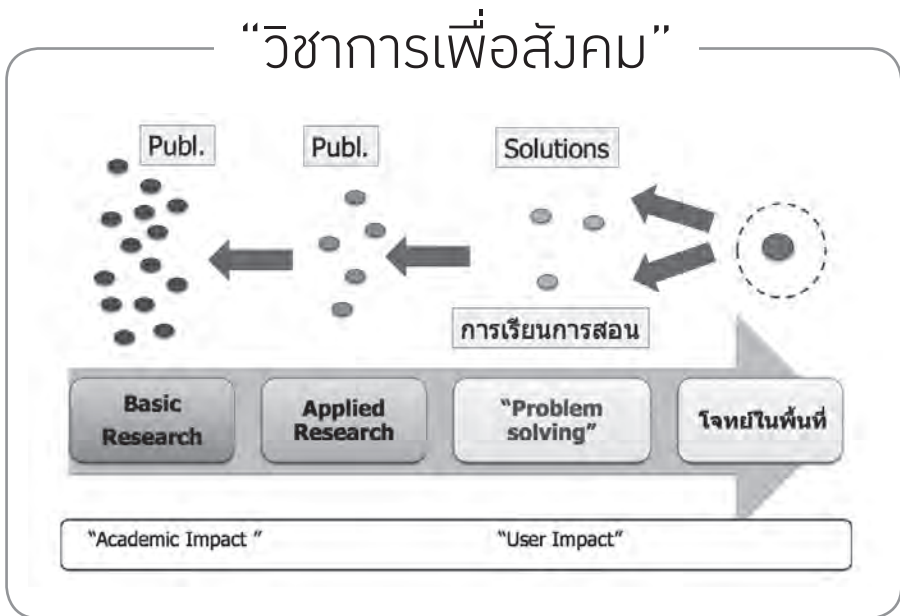 “วิชาการเพื่อสังคม”
Publ.
Publ.
Solutions
การเรียนการสอน
Basic
Research
Applied
Research
“Problem
solving”
โจทย์ในพื้นที่
“Academic Impact ”
“User Impact”